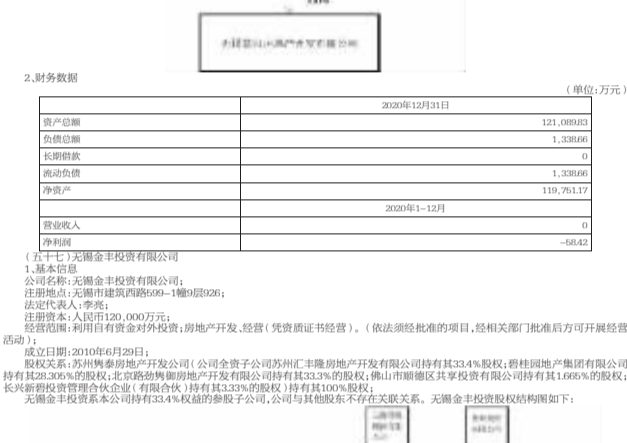 2、财务数据
（单位：万元）
2020年12月31日
资产总额 121,089.83
负债总额 1,338.66
长期借款 0
流动负债 1,338.66
净资产 119,751.17
2020年1-12月
营业收入 0
净利润 -58.42
（五十七）无锡金丰投资有限公司
1、基本信息
公司名称：无锡金丰投资有限公司；
注册地点：无锡市建筑西路599-1幢9层926；
法定代表人：李亮；
注册资本：人民币120,000万元；
经营范围：利用自有资金对外投资；房地产开发、经营（凭资质证书经营）。（依法须经批准的项目，经相关部门批准后方可开展经营
活动）；
成立日期：2010年6月29日；
股权关系：苏州隽泰房地产开发公司（公司全资子公司苏州汇丰隆房地产开发有限公司持有其33.4%股权；碧桂园地产集团有限公司
持有其28.305%的股权；北京路劲隽御房地产开发有限公司持有其33.3%的股权；佛山市顺德区共享投资有限公司持有其1.665%的股权；
长兴新碧投资管理合伙企业（有限合伙）持有其3.33%的股权）持有其100%股权；
无锡金丰投资系本公司持有33.4%权益的参股子公司，公司与其他股东不存在关联关系。无锡金丰投资股权结构图如下：